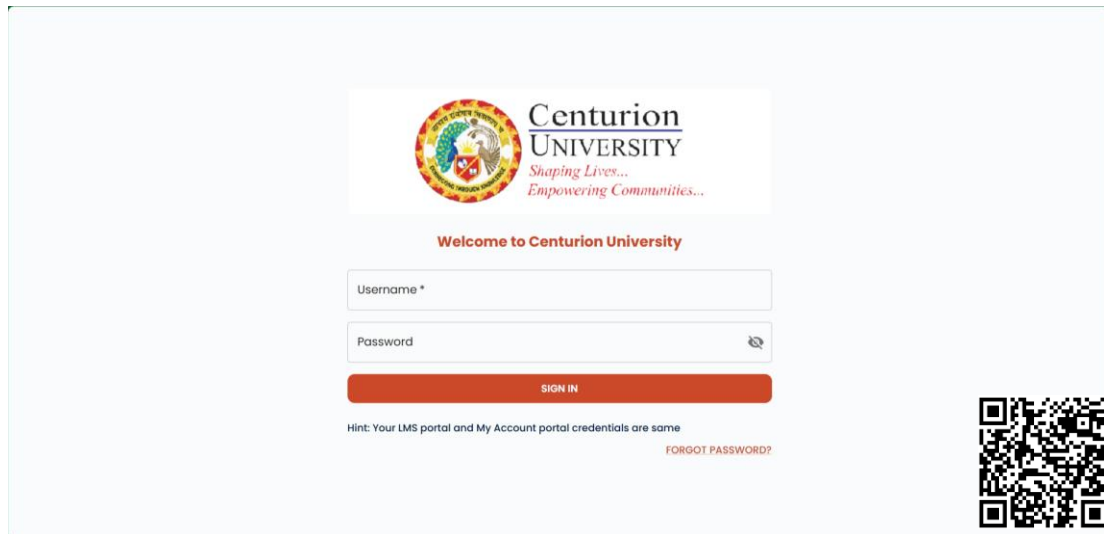 Centurion
UNIVERSITY
Shaping Lives...
Empowering Communities...
Welcome to Centurion University
Username *
Password
SIGN IN
Hint: Your LMS portal and My Account portal credentials are same
FORGOT PASSWORD?